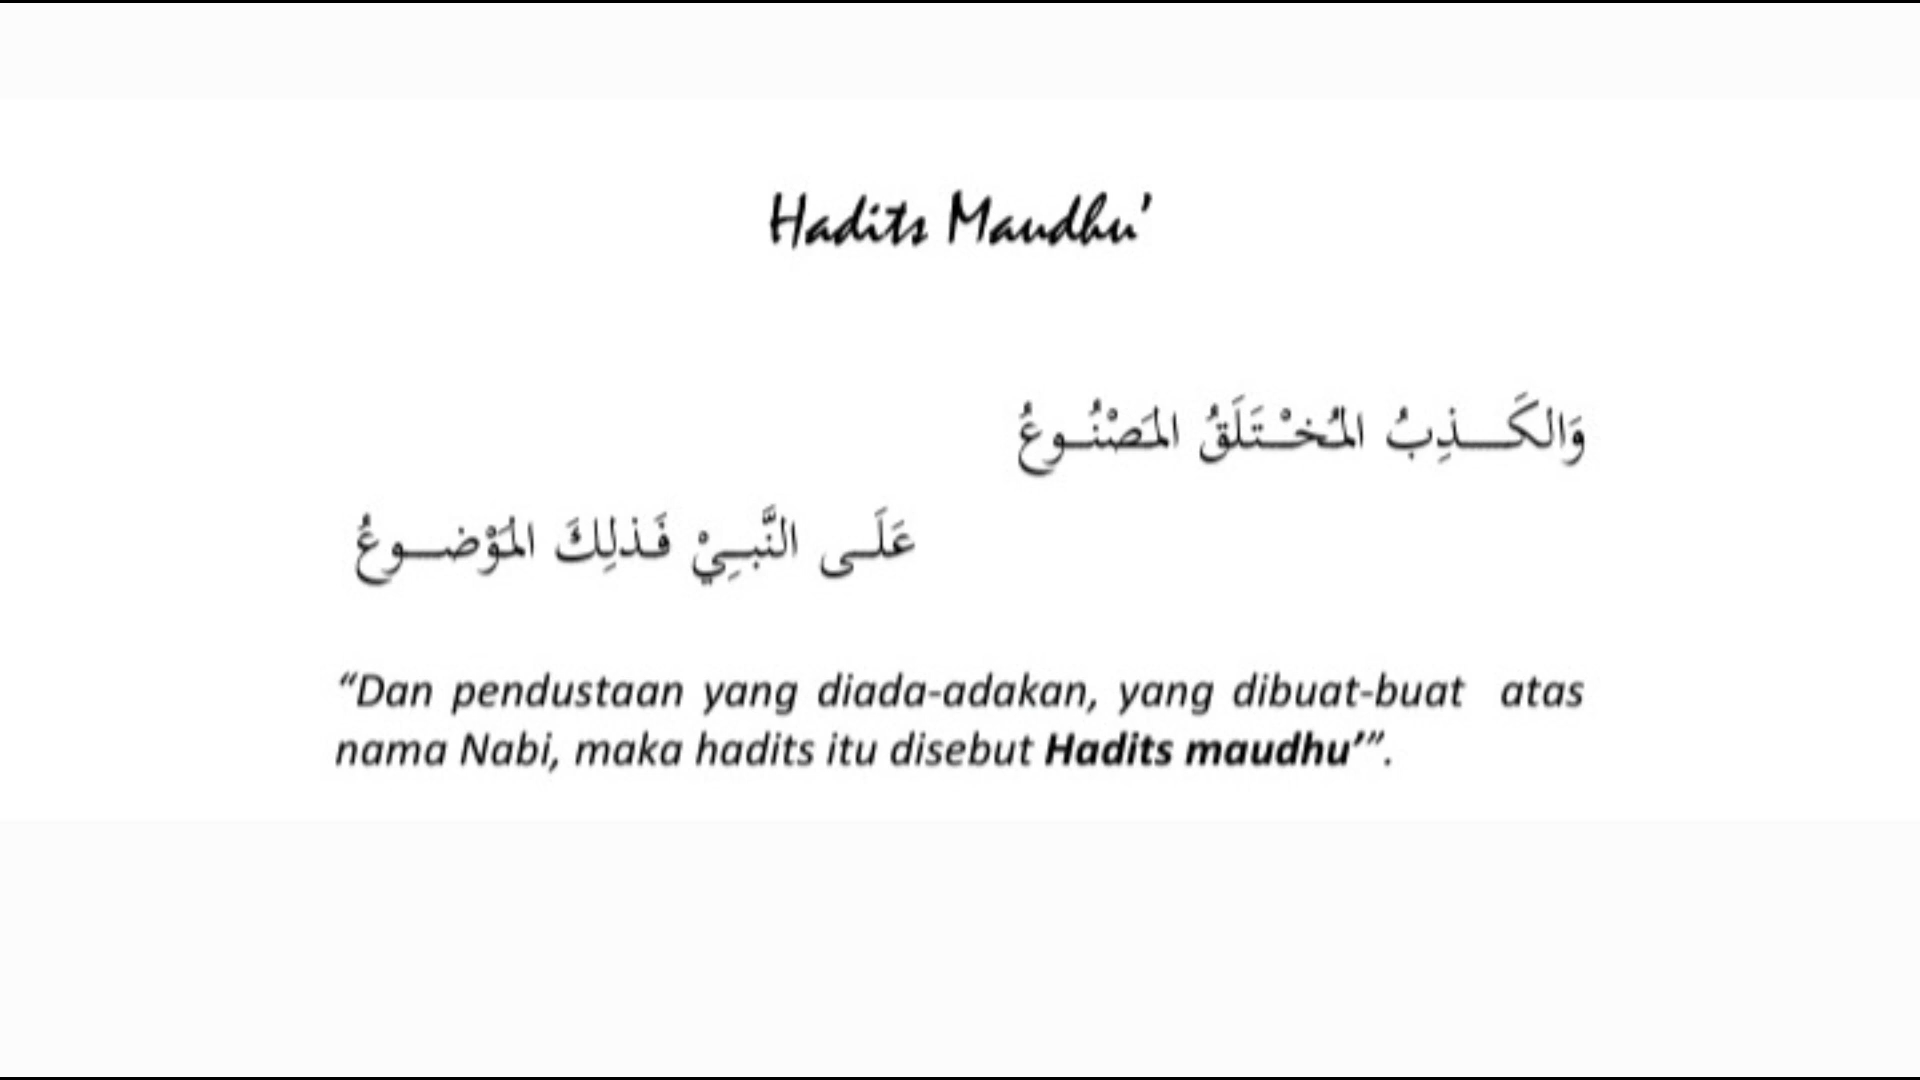 Hadits Maudhu’
وَالكَــذِبُ المُخْـتَلَقُ المَصْنُـوعُ
عَلَـى النَّبِـيْ فَذلِكَ المَوْضـوعُ
“Dan pendustaan yang diada-adakan, yang dibuat-buat atas
nama Nabi, maka hadits itu disebut Hadits maudhu’”.